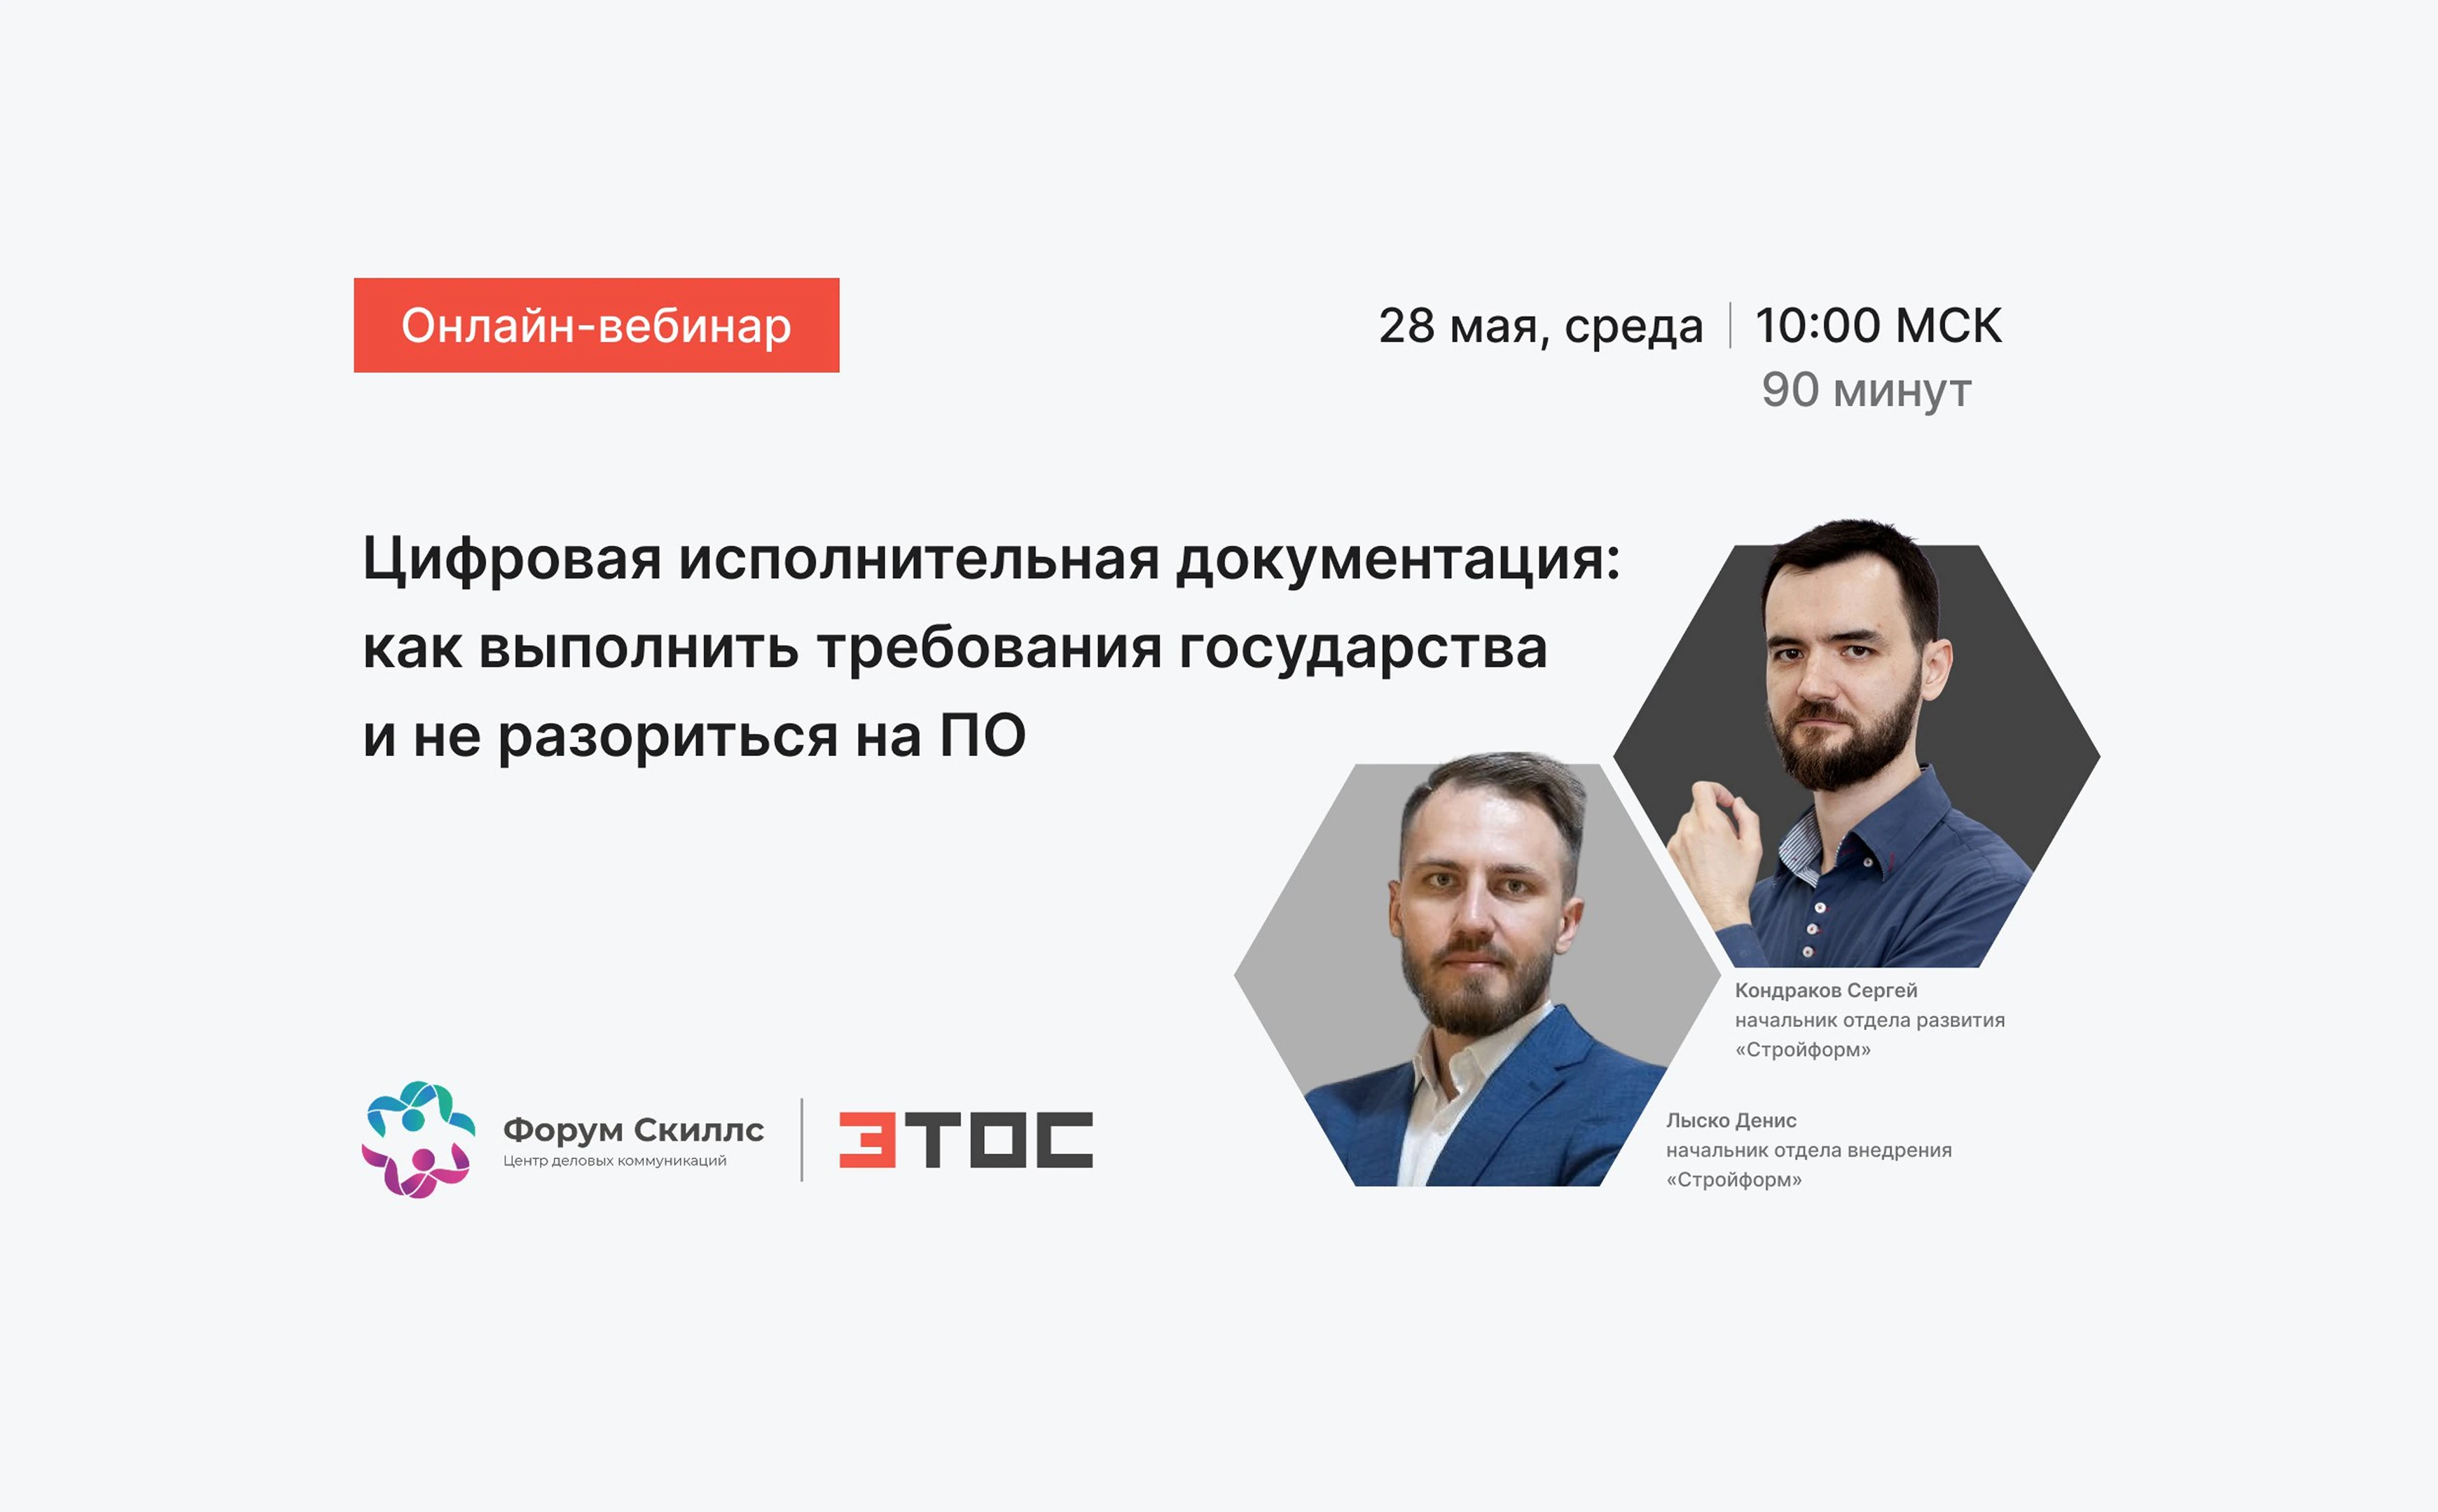 Онлайн-вебинар
28 мая, среда
10:00 МСК
90 минут
Цифровая исполнительная документация:
как выполнить требования государства
и не разориться на ПО
Кондраков Сергей
начальник отдела развития
«Стройформ»
Лыско Денис
начальник отдела внедрения
«Стройформ»
Форум Скиллс
Центр деловых коммуникаций
ЭТОС